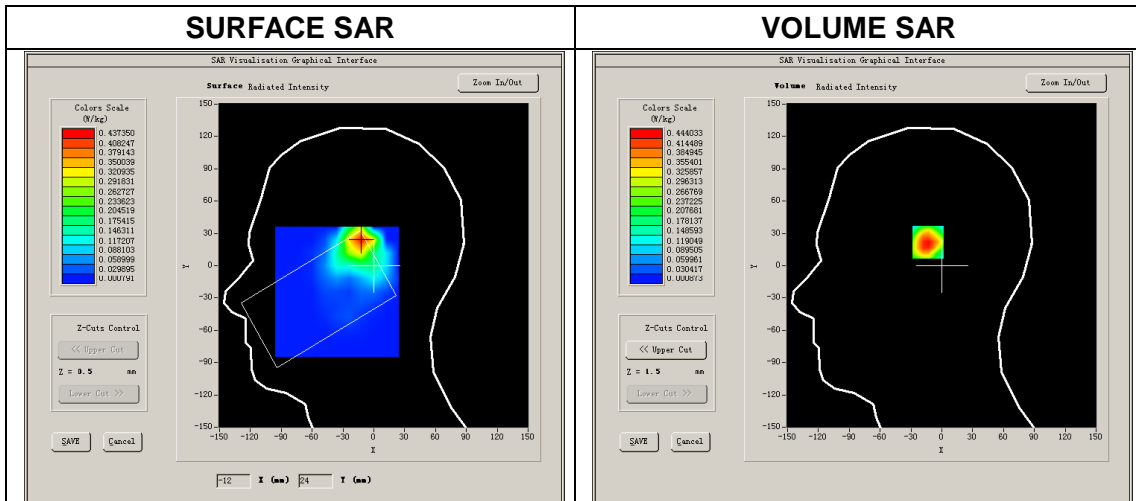 SURFACE SAR
SAR Visualisation Graphical Interface
Surface Radiated Intensity
Zoom In/Out
Colors Scale
(W/kg)
0.437350
0.408247
0.379143
0.350039
0.320935
0.291831
0.262727
0.233623
0.204519
0.175415
0.146311
0.117207
0.088103
0.058999
0.029895
0.000791
150
120
90
60
30
0
-30
-60
-90
-120
-150
Y
-150 -120 -90 -60 -30 0 30 60 90 120 150
X
Z-Cuts Control
<< Upper Cut
Z = 0.5 mm
Lower Cut >>
SAVE Cancel
-12 X (mm) 24 Y (mm)
VOLUME SAR
SAR Visualisation Graphical Interface
Volume Radiated Intensity
Zoom In/Out
Colors Scale
(W/kg)
0.444033
0.414489
0.384945
0.355401
0.325857
0.296313
0.266769
0.237225
0.207681
0.178137
0.148593
0.119049
0.089505
0.059961
0.030417
0.000873
150
120
90
60
30
0
-30
-60
-90
-120
-150
Y
-150 -120 -90 -60 -30 0 30 60 90 120 150
X
Z-Cuts Control
<< Upper Cut
Z = 1.5 mm
Lower Cut >>
SAVE Cancel